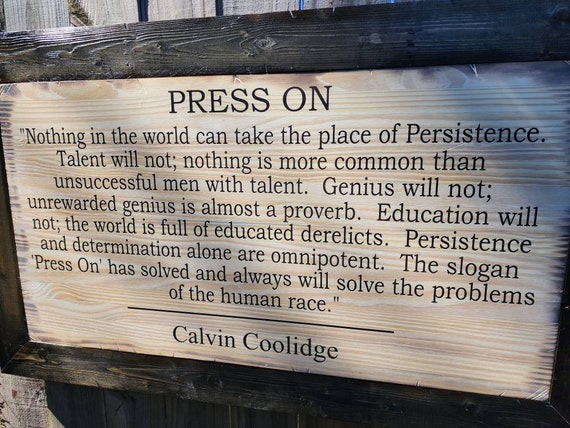 PRESS ON
"Nothing in the world can take the place of Persistence.
Talent will not; nothing is more common than
unsuccessful men with talent. Genius will not;
unrewarded genius is almost a proverb. Education will
not; the world is full of educated derelicts. Persistence
and determination alone are omnipotent. The slogan
'Press On' has solved and always will solve the problems
of the human race."
Calvin Coolidge